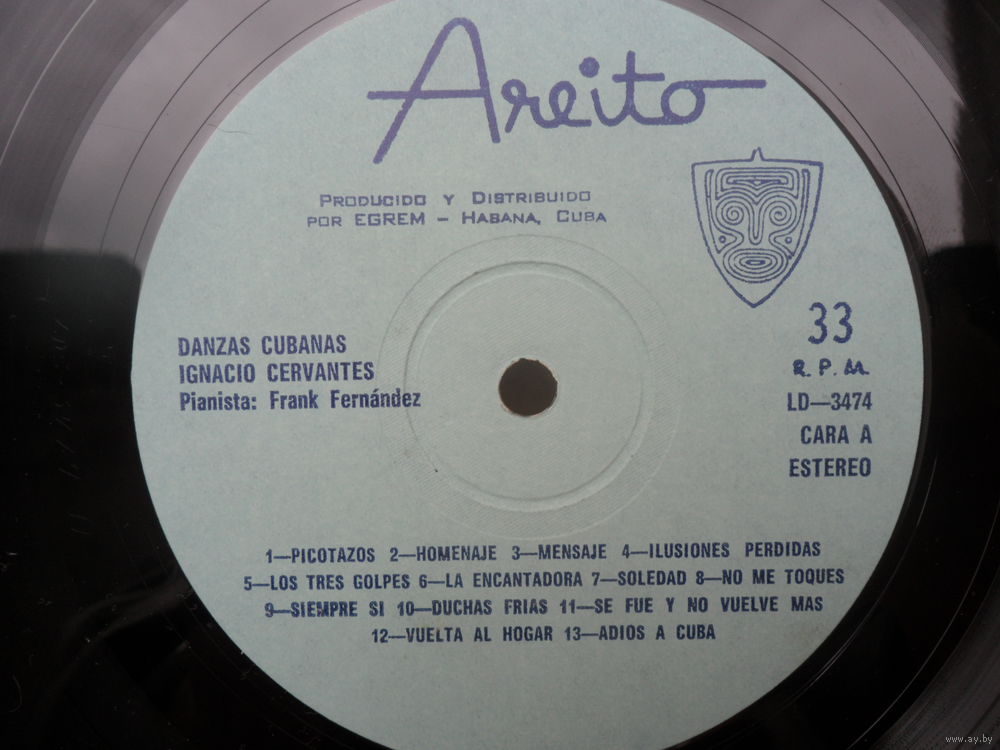 Areito
PRODUCIDO Y DISTRIBUIDO
POR EGREM - HABANA, CUBA
DANZAS CUBANAS
IGNACIO CERVANTES
Pianista: Frank Fernández
33
R.P.M.
LD—3474
CARA A
ESTEREO
1—PICOTAZOS 2—HOMENAJE 3—MENSAJE 4—ILUSIONES PERDIDAS
5—LOS TRES GOLPES 6—LA ENCANTADORA 7—SOLEDAD 8—NO ME TOQUES
9—SIEMPRE SI 10—DUCHAS FRIAS 11—SE FUE Y NO VUELVE MAS
12—VUELTA AL HOGAR 13—ADIOS A CUBA
www.ay.by